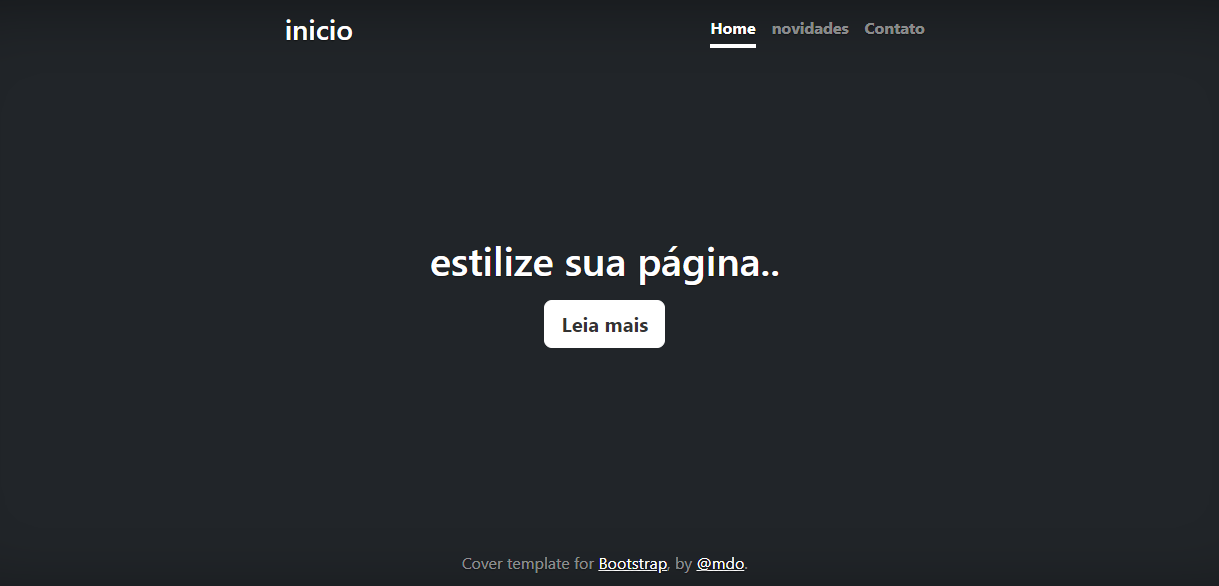 inicio
Home novidades Contato
estilize sua página..
Leia mais
Cover template for Bootstrap, by @mdo.